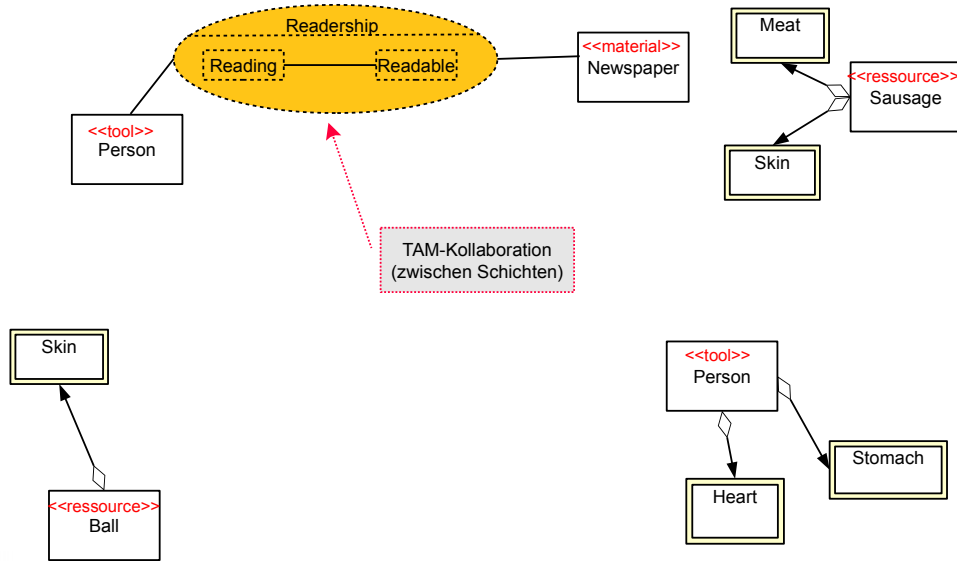 Readership
Reading
Readable
<<material>>
Newspaper
<<tool>>
Person
Meat
<<ressource>>
Sausage
Skin
TAM-Kollaboration
(zwischen Schichten)
Skin
<<ressource>>
Ball
<<tool>>
Person
Heart
Stomach